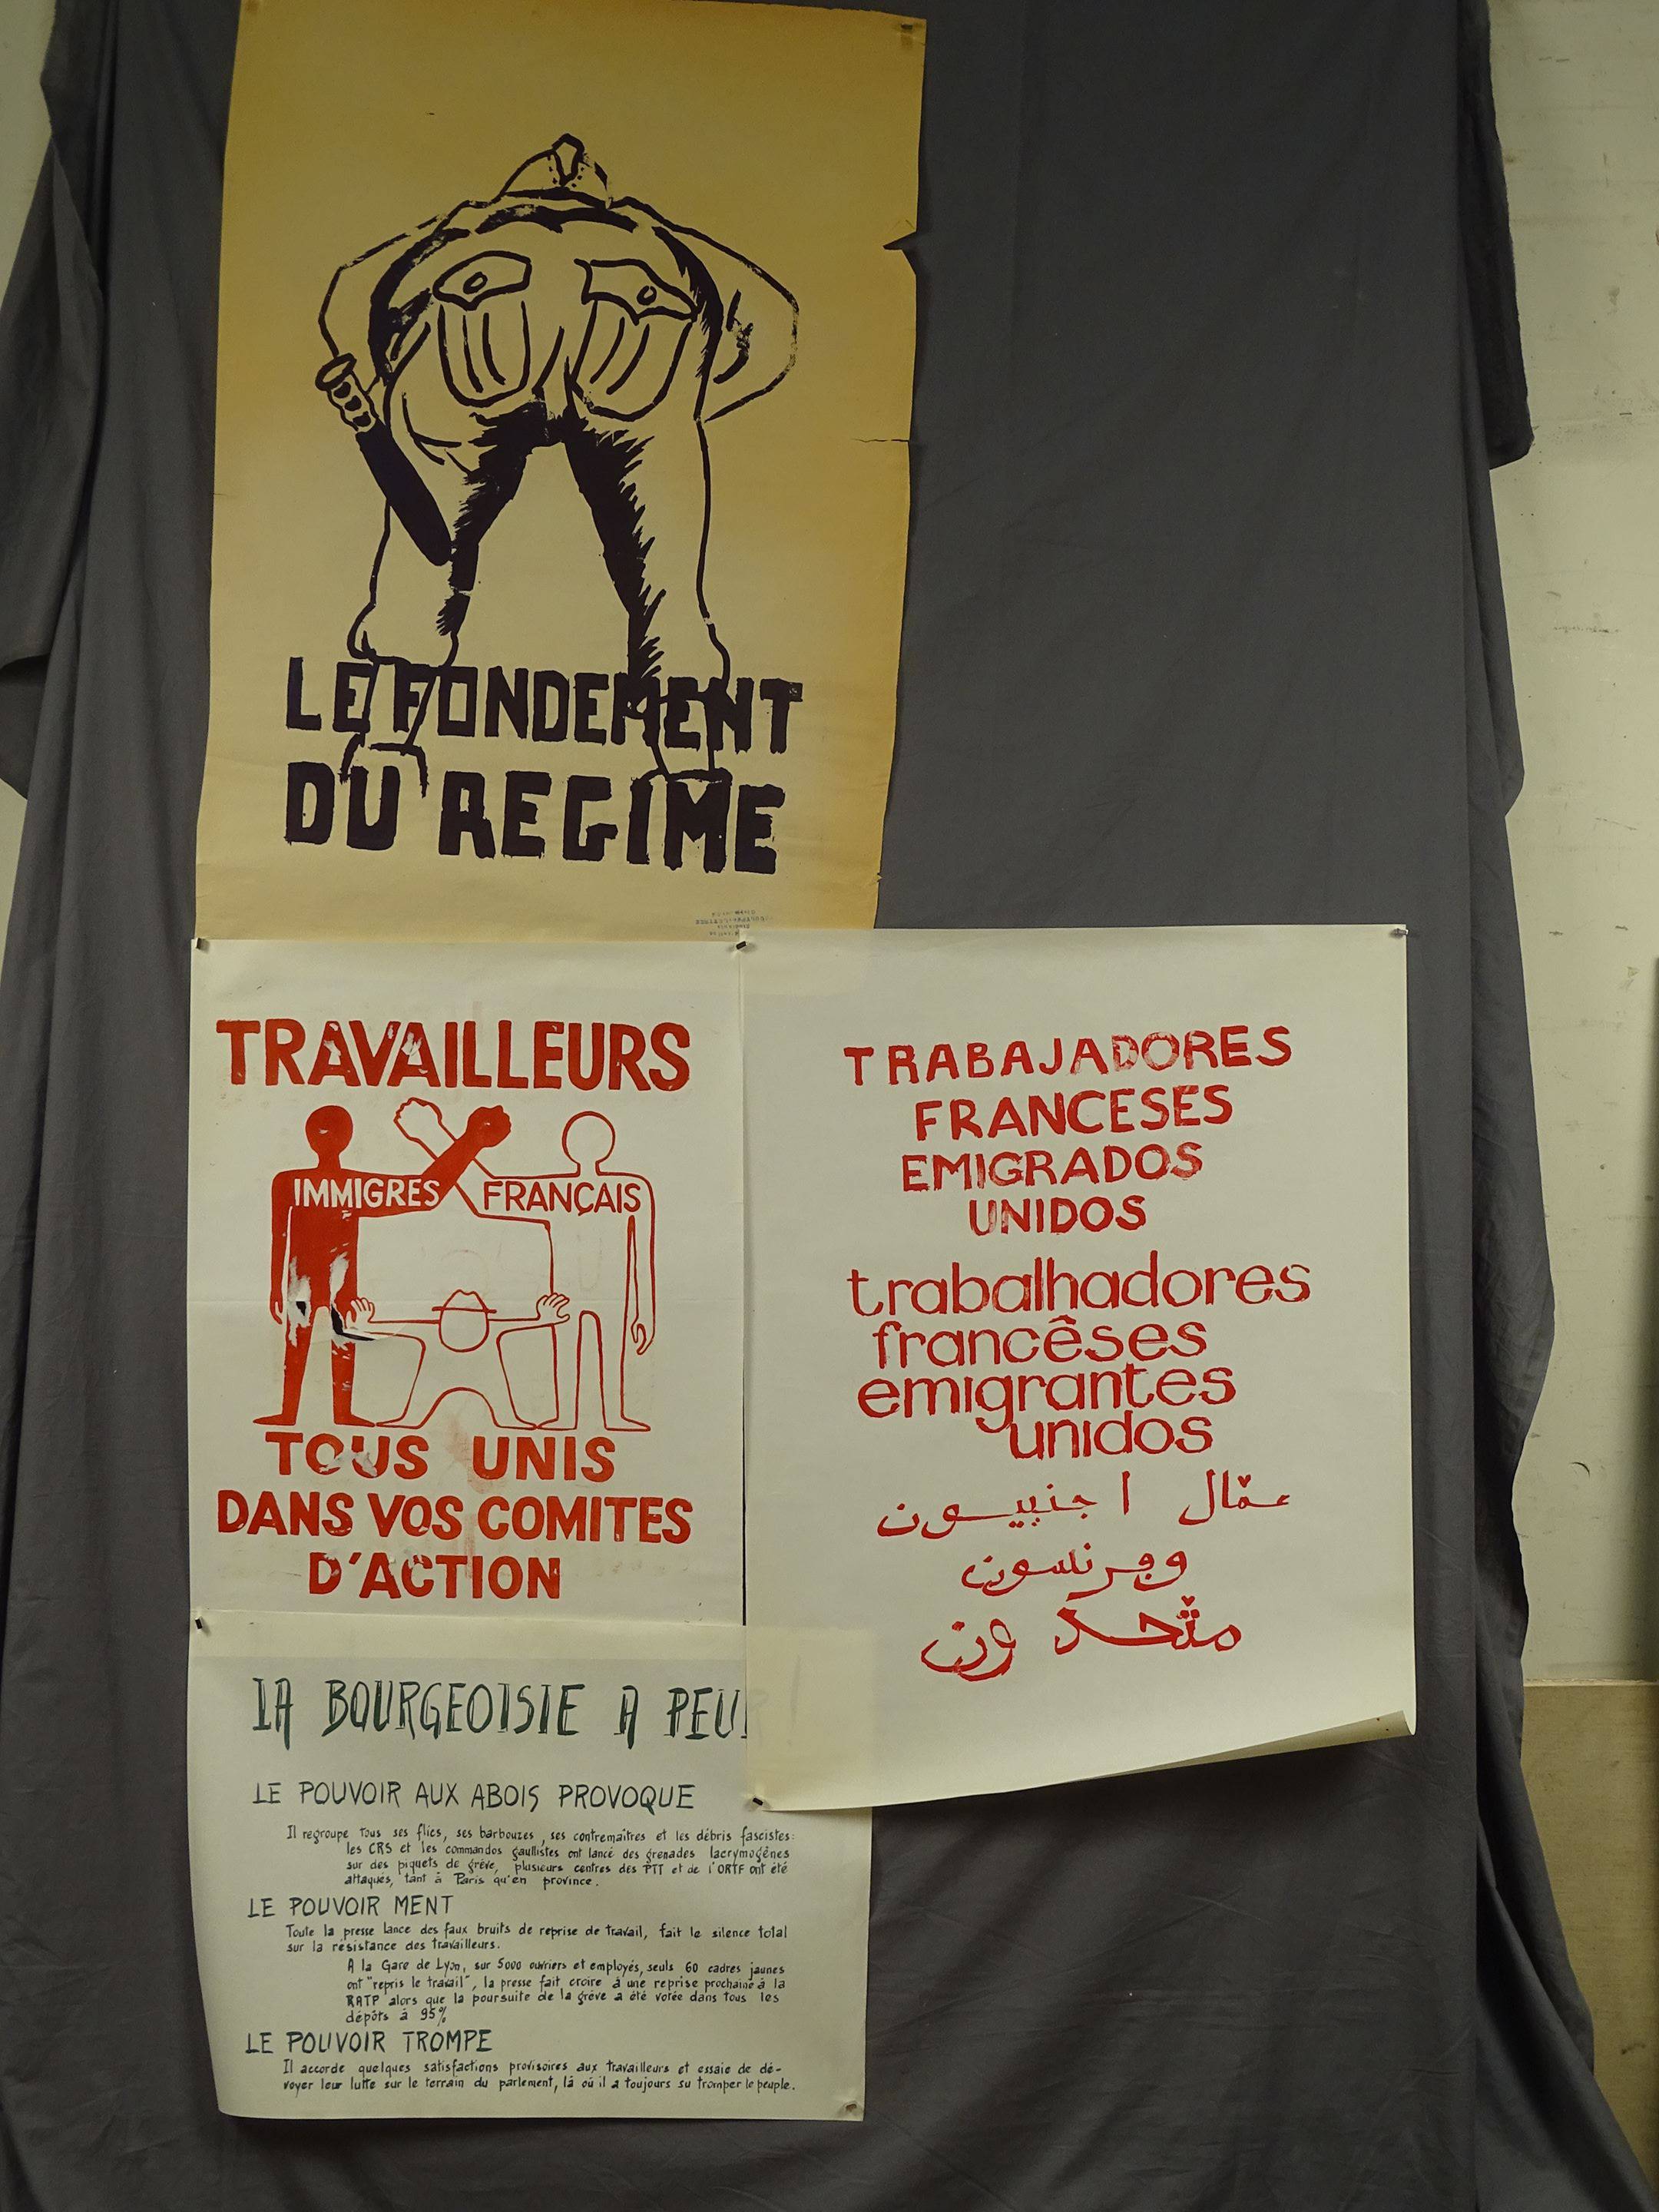 LE FONDEMENT
DU REGIME
TRAVAILLEURS
IMMIGRES FRANÇAIS
TOUS UNIS
DANS VOS COMITES
D'ACTION
TRABAJADORES
FRANCESES
EMIGRADOS
UNIDOS
trabalhadores
francêses
emigrantes
unidos
عمّال اجنبيون
وفرنسون
متّحدون
LA BOURGEOISIE A PEUR
LE POUVOIR AUX ABOIS PROVOQUE
Il regroupe tous ses flics, ses barbouzes, ses contremaîtres et les débris fascistes:
les CRS et les commandos gaullistes ont lancé des grenades lacrymogènes
sur des piquets de grève, plusieurs centres des PTT et de l'ORTF ont été
attaqués, tant à Paris qu'en province.
LE POUVOIR MENT
Toute la presse lance des faux bruits de reprise de travail, fait le silence total
sur la résistance des travailleurs.
A la Gare de Lyon, sur 5000 ouvriers et employés, seuls 60 cadres jaunes
ont "repris le travail", la presse fait croire à une reprise prochaine à la
RATP alors que la poursuite de la grève a été votée dans tous les
dépôts à 95%
LE POUVOIR TROMPE
Il accorde quelques satisfactions provisoires aux travailleurs et essaie de dé-
voyer leur lutte sur le terrain du parlement, là où il a toujours su tromper le peuple.